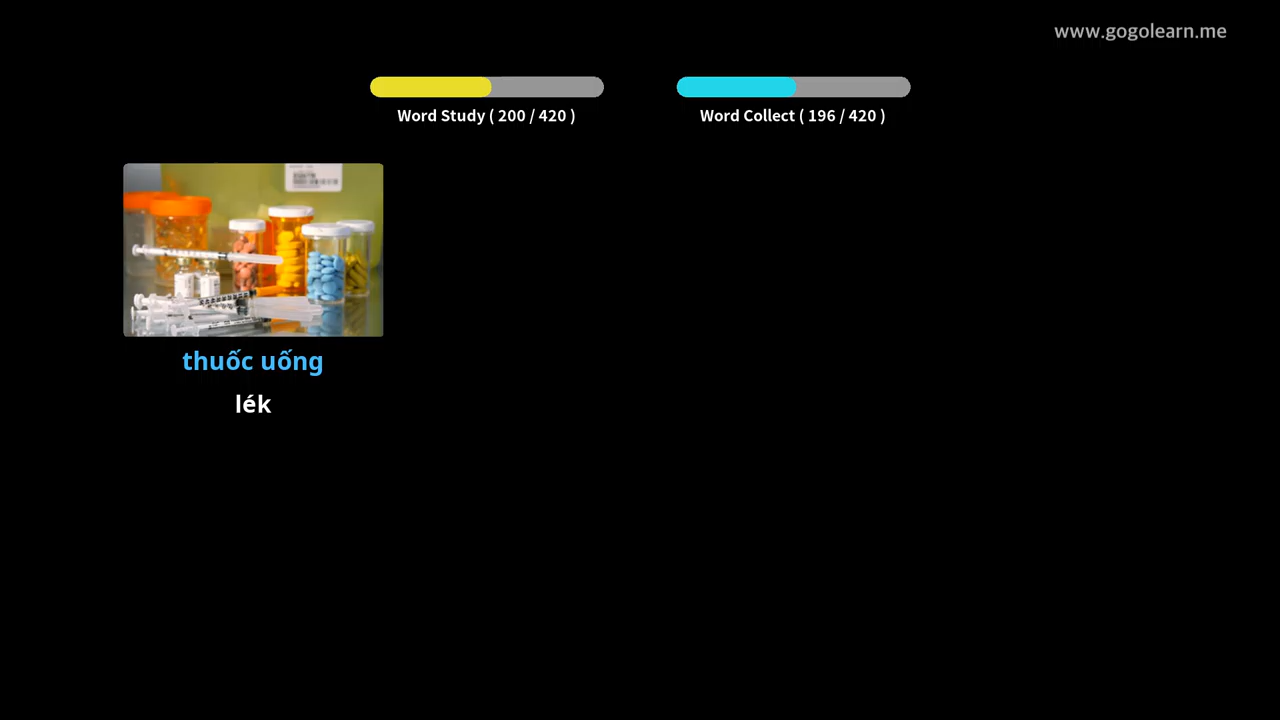 www.gogolearn.me
Word Study ( 200 / 420 )
Word Collect ( 196 / 420 )
thuốc uống
lék